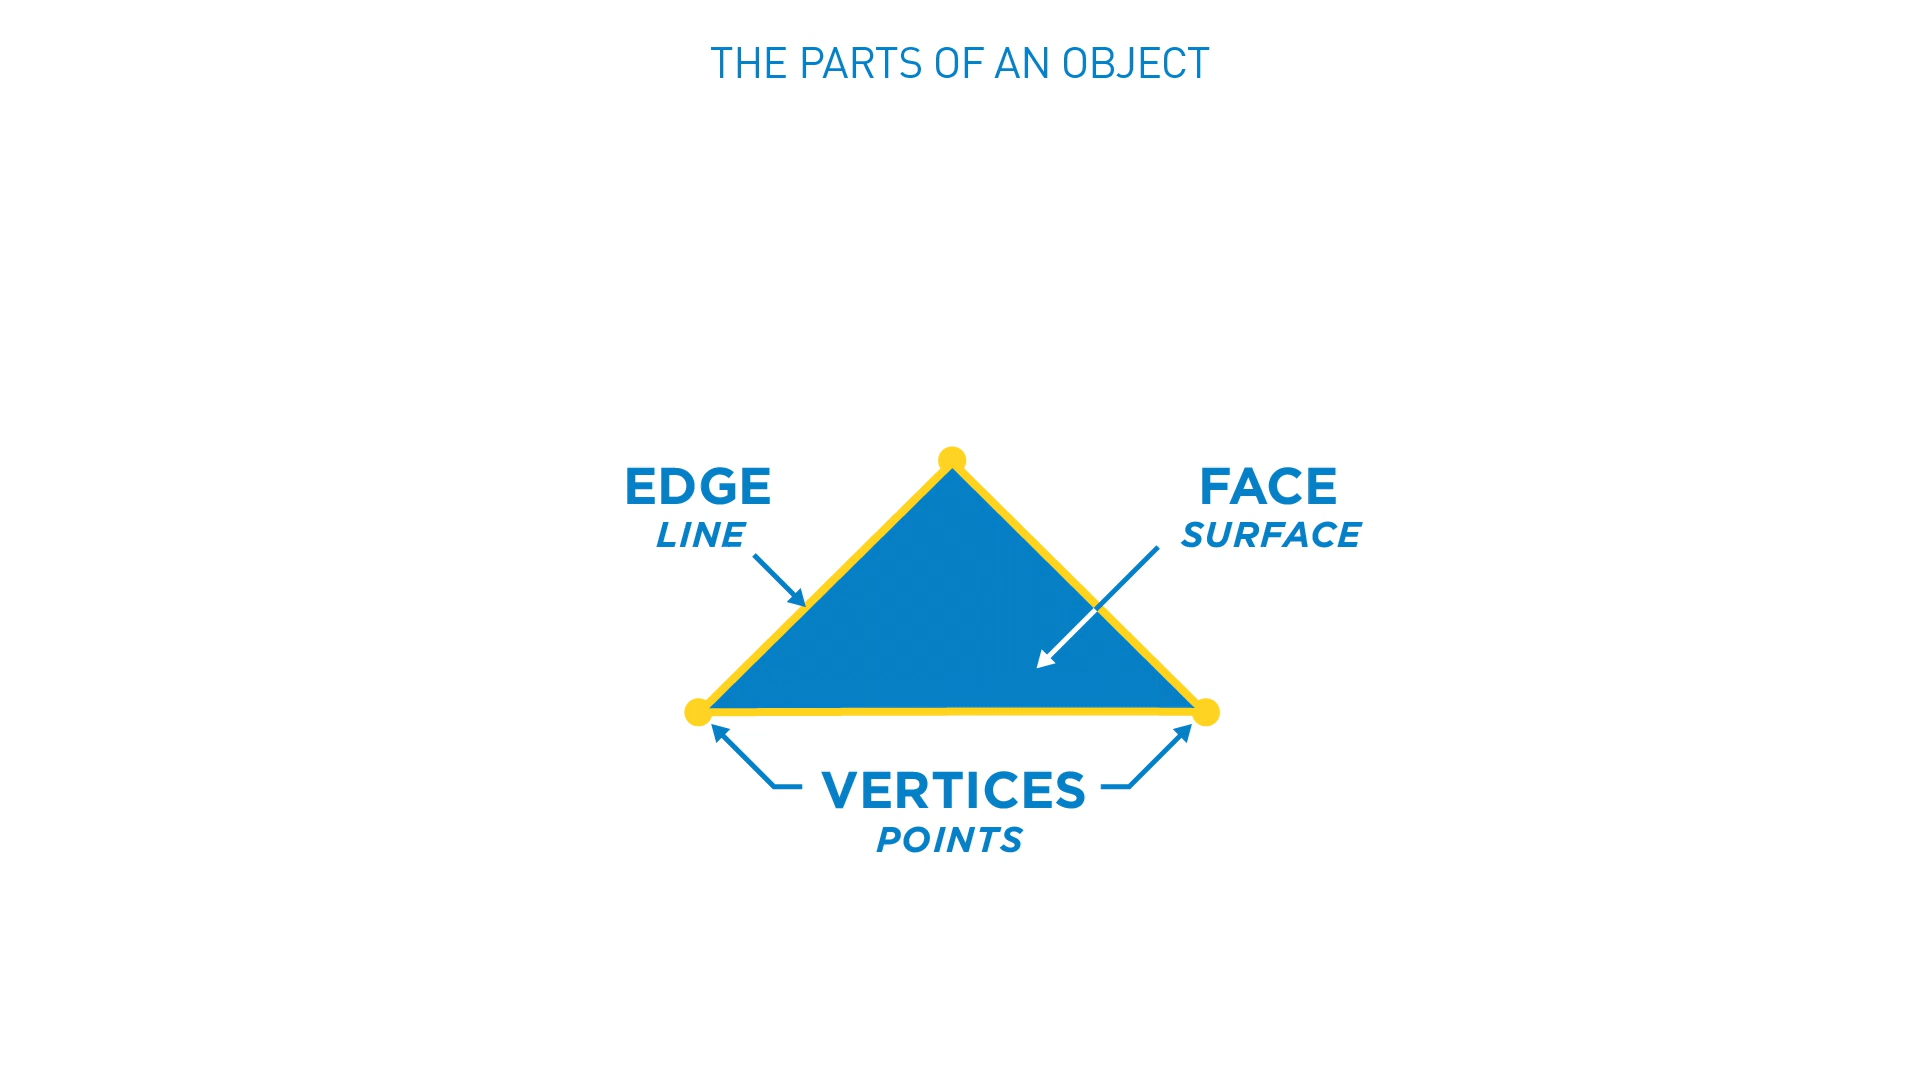 THE PARTS OF AN OBJECT
EDGE
LINE
FACE
SURFACE
VERTICES
POINTS